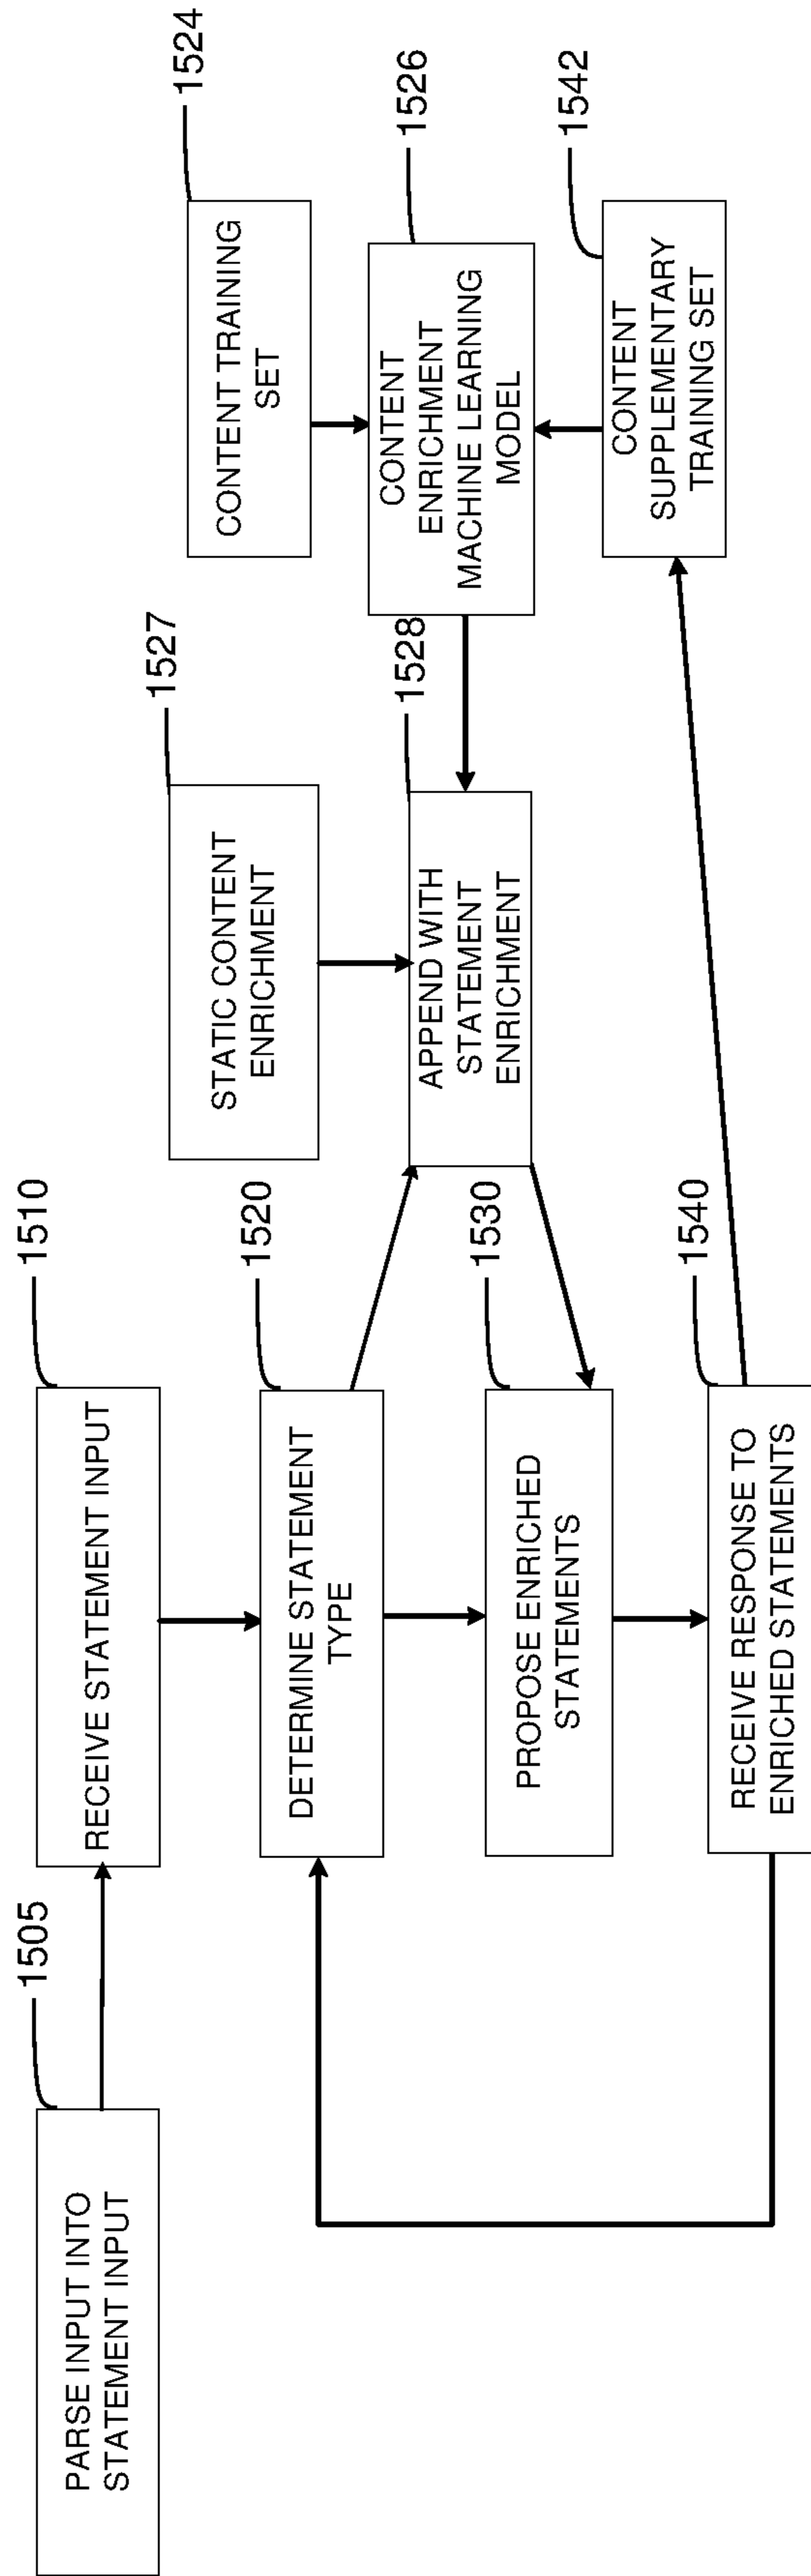 1505
PARSE INPUT INTO
STATEMENT INPUT
1510
RECEIVE STATEMENT INPUT
1520
DETERMINE STATEMENT
TYPE
1530
PROPOSE ENRICHED
STATEMENTS
1540
RECEIVE RESPONSE TO
ENRICHED STATEMENTS
1527
STATIC CONTENT
ENRICHMENT
1528
APPEND WITH
STATEMENT
ENRICHMENT
1524
CONTENT TRAINING
SET
1526
CONTENT
ENRICHMENT
MACHINE LEARNING
MODEL
1542
CONTENT
SUPPLEMENTARY
TRAINING SET